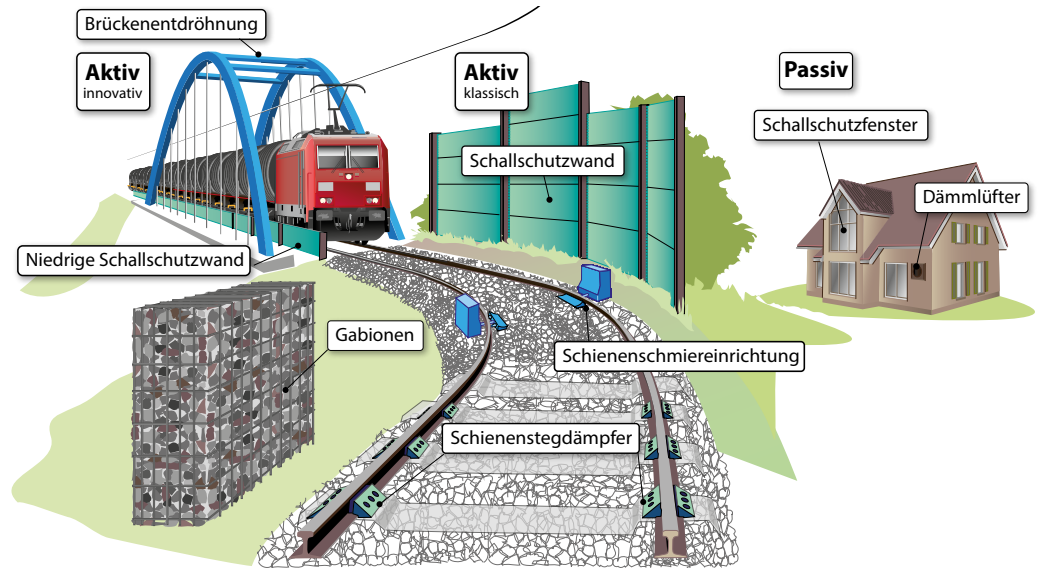 Brückenentdröhnung
Aktiv
innovativ
Aktiv
klassisch
Passiv
Schallschutzfenster
Schallschutzwand
Dämmlüfter
Niedrige Schallschutzwand
Gabionen
Schienenschmiereinrichtung
Schienenstegdämpfer